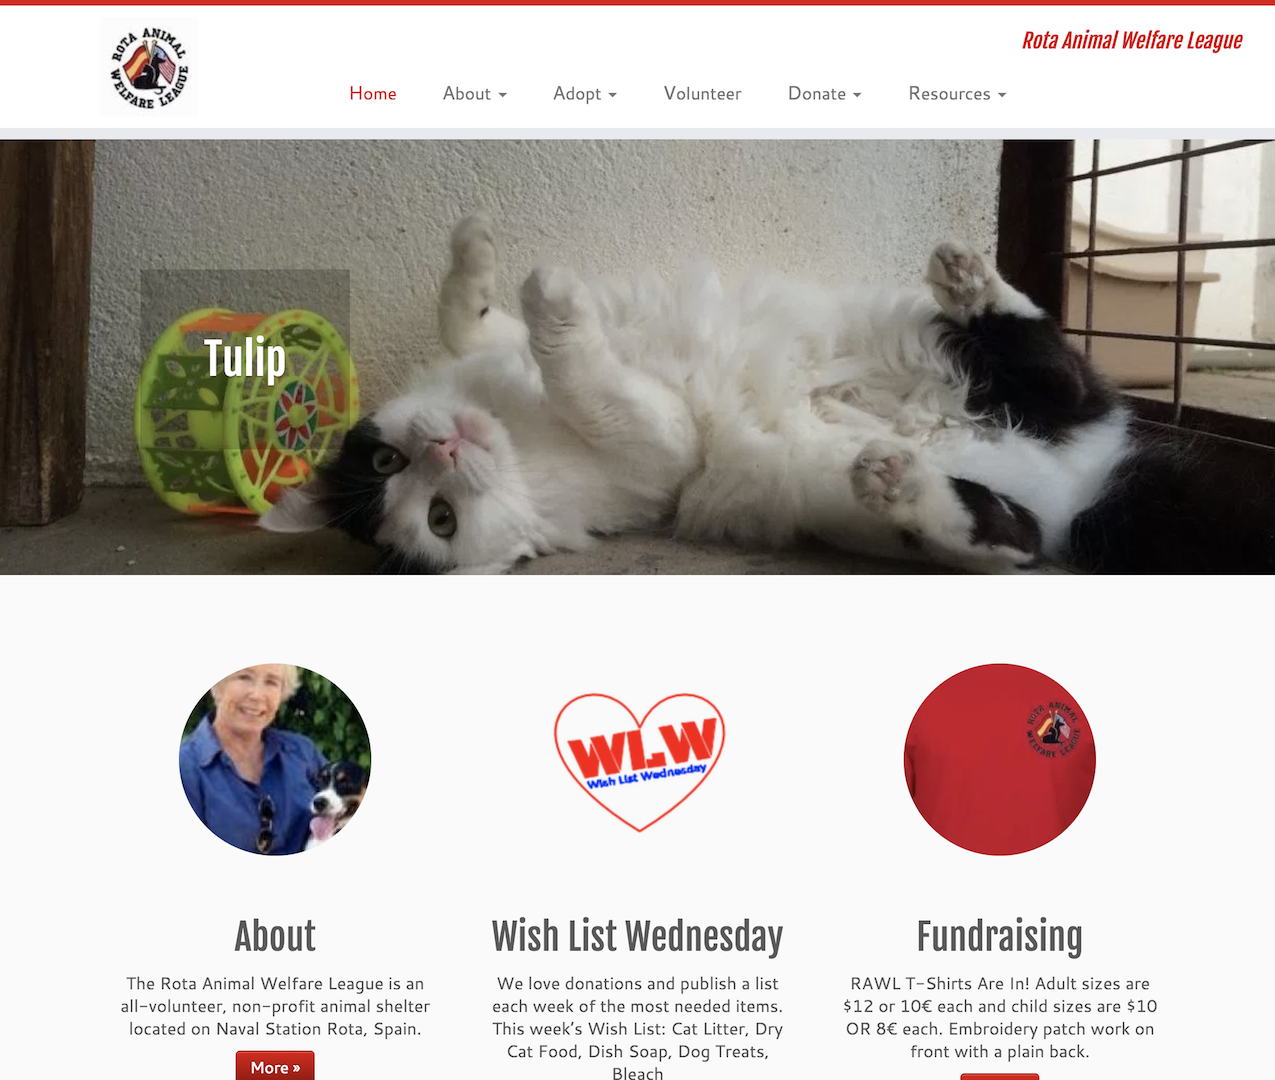 ROTA ANIMAL
WELFARE LEAGUE
Rota Animal Welfare League
Home
About
Adopt
Volunteer
Donate
Resources
Tulip
WLW
Wish List Wednesday
ROTA ANIMAL
WELFARE LEAGUE
About
The Rota Animal Welfare League is an
all-volunteer, non-profit animal shelter
located on Naval Station Rota, Spain.
More »
Wish List Wednesday
We love donations and publish a list
each week of the most needed items.
This week's Wish List: Cat Litter, Dry
Cat Food, Dish Soap, Dog Treats,
Bleach
Fundraising
RAWL T-Shirts Are In! Adult sizes are
$12 or 10€ each and child sizes are $10
OR 8€ each. Embroidery patch work on
front with a plain back.